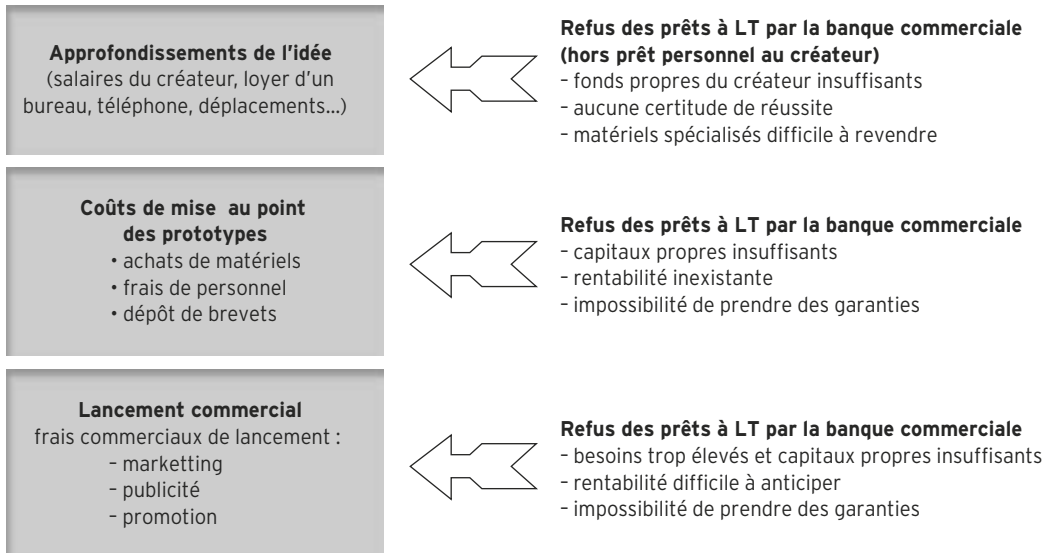 Approfondissements de l'idée
(salaires du créateur, loyer d'un
bureau, téléphone, déplacements...)
Refus des prêts à LT par la banque commerciale
(hors prêt personnel au créateur)
– fonds propres du créateur insuffisants
– aucune certitude de réussite
– matériels spécialisés difficile à revendre
Coûts de mise au point
des prototypes
• achats de matériels
• frais de personnel
• dépôt de brevets
Refus des prêts à LT par la banque commerciale
– capitaux propres insuffisants
– rentabilité inexistante
– impossibilité de prendre des garanties
Lancement commercial
frais commerciaux de lancement :
– marketting
– publicité
– promotion
Refus des prêts à LT par la banque commerciale
– besoins trop élevés et capitaux propres insuffisants
– rentabilité difficile à anticiper
– impossibilité de prendre des garanties